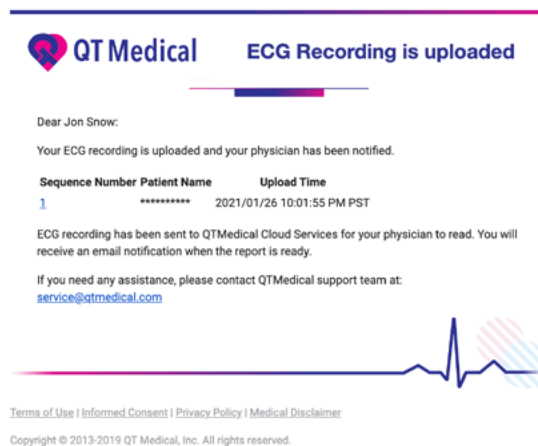 QT Medical
ECG Recording is uploaded
Dear Jon Snow:
Your ECG recording is uploaded and your physician has been notified.
Sequence Number Patient Name Upload Time
1 ********** 2021/01/26 10:01:55 PM PST
ECG recording has been sent to QTMedical Cloud Services for your physician to read. You will
receive an email notification when the report is ready.
If you need any assistance, please contact QTMedical support team at:
service@qtmedical.com
Terms of Use | Informed Consent | Privacy Policy | Medical Disclaimer
Copyright © 2013-2019 QT Medical, Inc. All rights reserved.